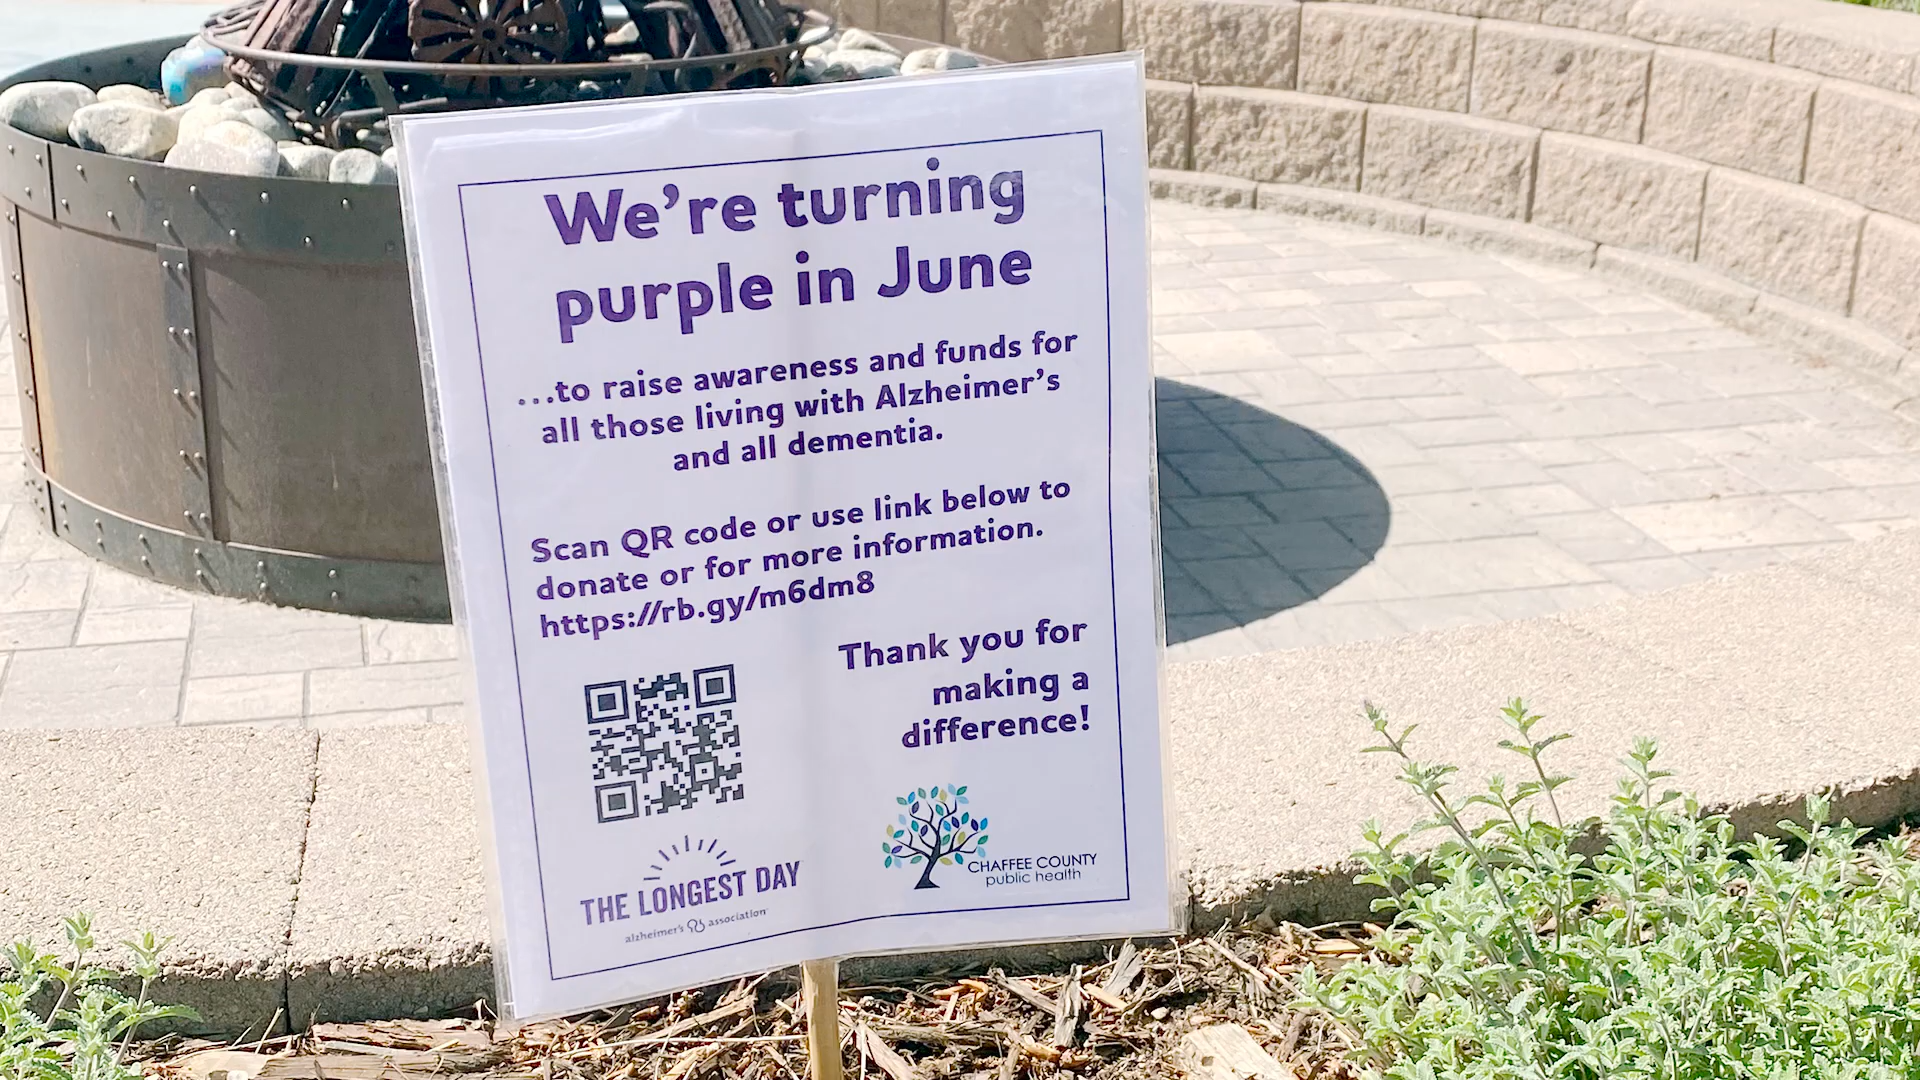 We're turning
purple in June
...to raise awareness and funds for
all those living with Alzheimer's
and all dementia.
Scan QR code or use link below to
donate or for more information.
https://rb.gy/m6dm8
Thank you for
making a
difference!
THE LONGEST DAY
alzheimer's association
CHAFFEE COUNTY
public health